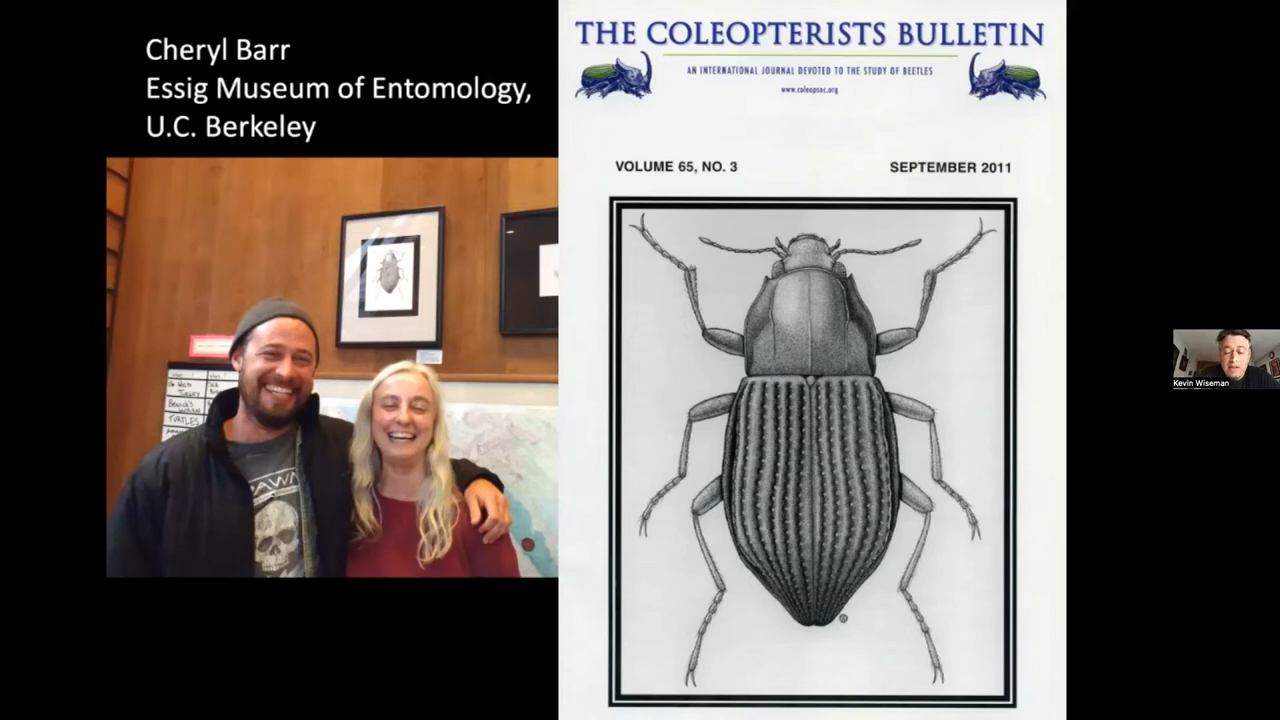 Cheryl Barr
Essig Museum of Entomology,
U.C. Berkeley
THE COLEOPTERISTS BULLETIN
AN INTERNATIONAL JOURNAL DEVOTED TO THE STUDY OF BEETLES
www.coleopsoc.org
VOLUME 65, NO. 3 SEPTEMBER 2011
TURTLES
Kevin Wiseman